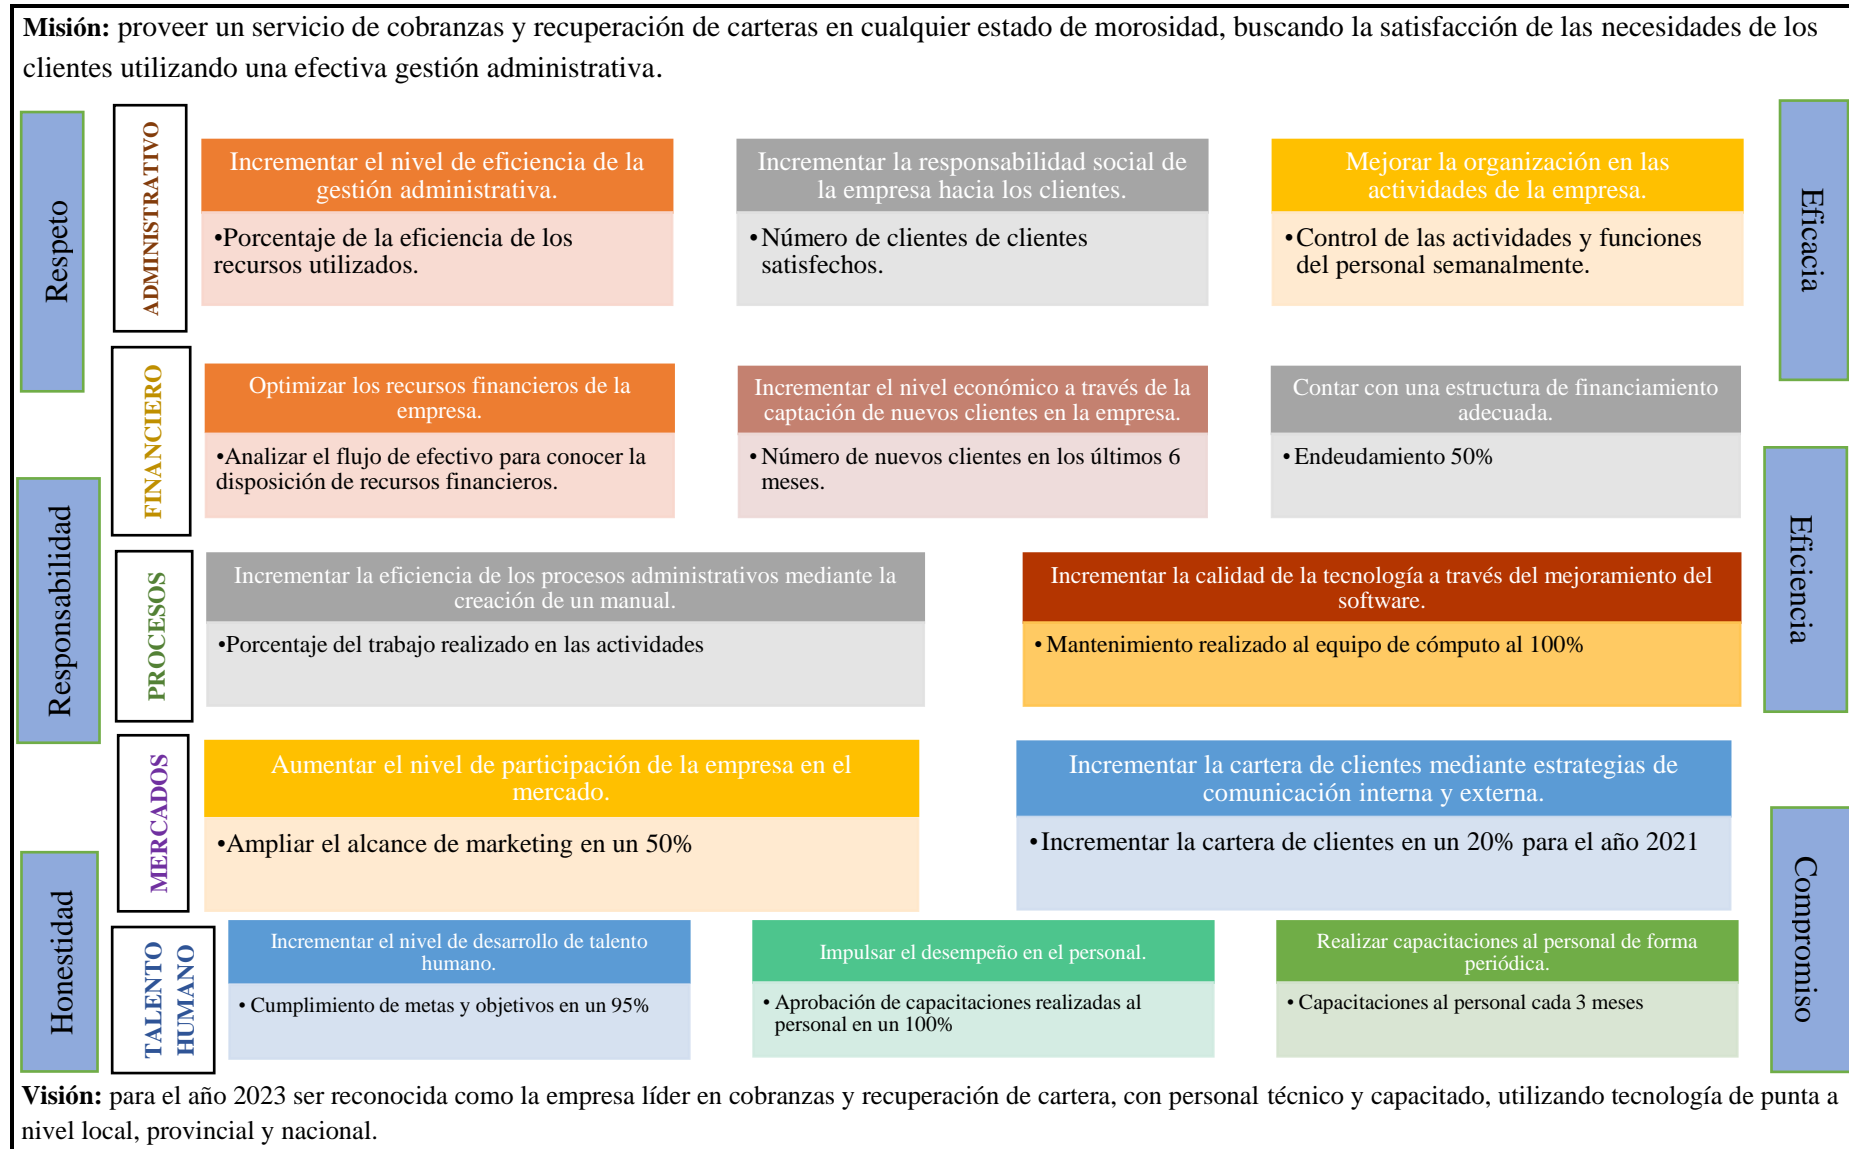 Misión: proveer un servicio de cobranzas y recuperación de carteras en cualquier estado de morosidad, buscando la satisfacción de las necesidades de los
clientes utilizando una efectiva gestión administrativa.
Respeto
ADMINISTRATIVO
Incrementar el nivel de eficiencia de la
gestión administrativa.
•Porcentaje de la eficiencia de los
recursos utilizados.
Incrementar la responsabilidad social de
la empresa hacia los clientes.
•Número de clientes de clientes
satisfechos.
Mejorar la organización en las
actividades de la empresa.
•Control de las actividades y funciones
del personal semanalmente.
Eficacia
FINANCIERO
Optimizar los recursos financieros de la
empresa.
•Analizar el flujo de efectivo para conocer la
disposición de recursos financieros.
Incrementar el nivel económico a través de la
captación de nuevos clientes en la empresa.
•Número de nuevos clientes en los últimos 6
meses.
Contar con una estructura de financiamiento
adecuada.
•Endeudamiento 50%
Responsabilidad
PROCESOS
Incrementar la eficiencia de los procesos administrativos mediante la
creación de un manual.
•Porcentaje del trabajo realizado en las actividades
Incrementar la calidad de la tecnología a través del mejoramiento del
software.
•Mantenimiento realizado al equipo de cómputo al 100%
Eficiencia
MERCADOS
Aumentar el nivel de participación de la empresa en el
mercado.
•Ampliar el alcance de marketing en un 50%
Incrementar la cartera de clientes mediante estrategias de
comunicación interna y externa.
•Incrementar la cartera de clientes en un 20% para el año 2021
Honestidad
TALENTO
HUMANO
Incrementar el nivel de desarrollo de talento
humano.
• Cumplimiento de metas y objetivos en un 95%
Impulsar el desempeño en el personal.
• Aprobación de capacitaciones realizadas al
personal en un 100%
Realizar capacitaciones al personal de forma
periódica.
• Capacitaciones al personal cada 3 meses
Compromiso
Visión: para el año 2023 ser reconocida como la empresa líder en cobranzas y recuperación de cartera, con personal técnico y capacitado, utilizando tecnología de punta a
nivel local, provincial y nacional.